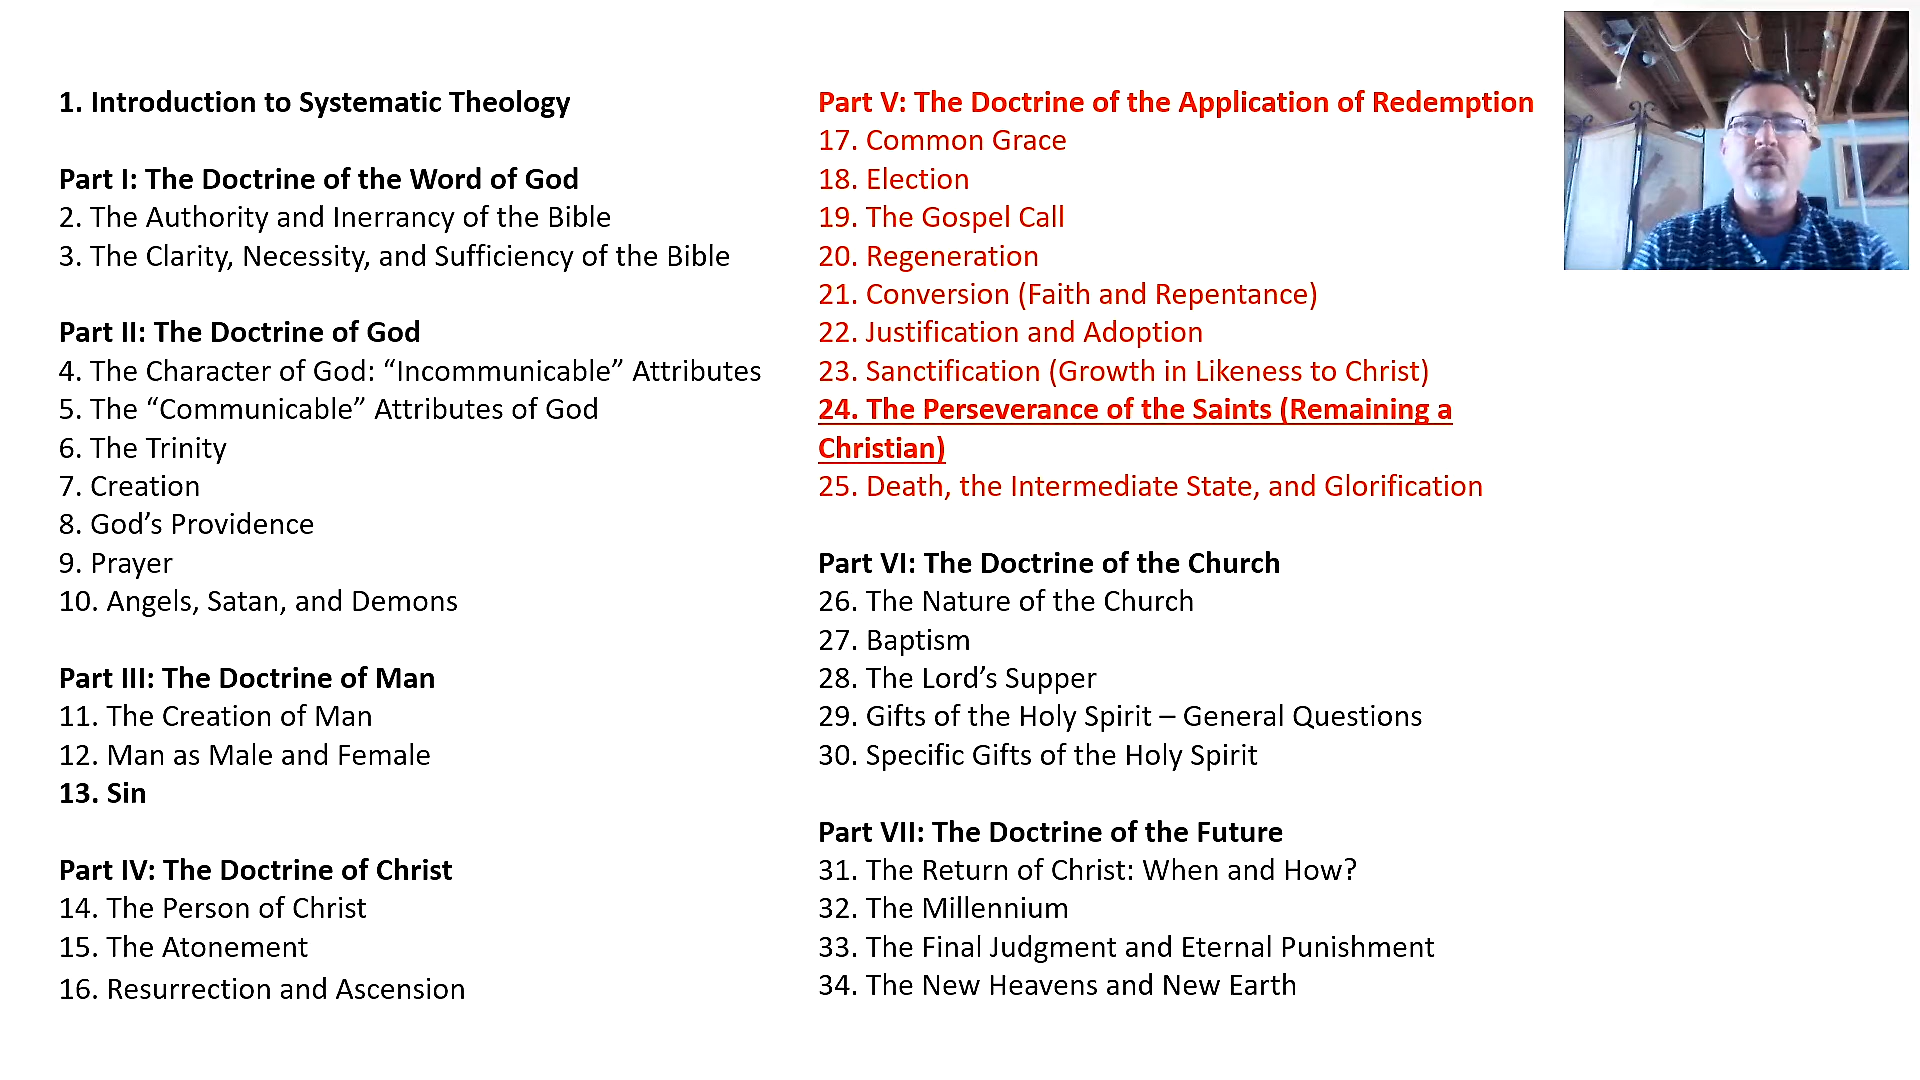 1. Introduction to Systematic Theology
Part I: The Doctrine of the Word of God
2. The Authority and Inerrancy of the Bible
3. The Clarity, Necessity, and Sufficiency of the Bible
Part II: The Doctrine of God
4. The Character of God: “Incommunicable” Attributes
5. The “Communicable” Attributes of God
6. The Trinity
7. Creation
8. God’s Providence
9. Prayer
10. Angels, Satan, and Demons
Part III: The Doctrine of Man
11. The Creation of Man
12. Man as Male and Female
13. Sin
Part IV: The Doctrine of Christ
14. The Person of Christ
15. The Atonement
16. Resurrection and Ascension
Part V: The Doctrine of the Application of Redemption
17. Common Grace
18. Election
19. The Gospel Call
20. Regeneration
21. Conversion (Faith and Repentance)
22. Justification and Adoption
23. Sanctification (Growth in Likeness to Christ)
24. The Perseverance of the Saints (Remaining a
Christian)
25. Death, the Intermediate State, and Glorification
Part VI: The Doctrine of the Church
26. The Nature of the Church
27. Baptism
28. The Lord’s Supper
29. Gifts of the Holy Spirit – General Questions
30. Specific Gifts of the Holy Spirit
Part VII: The Doctrine of the Future
31. The Return of Christ: When and How?
32. The Millennium
33. The Final Judgment and Eternal Punishment
34. The New Heavens and New Earth